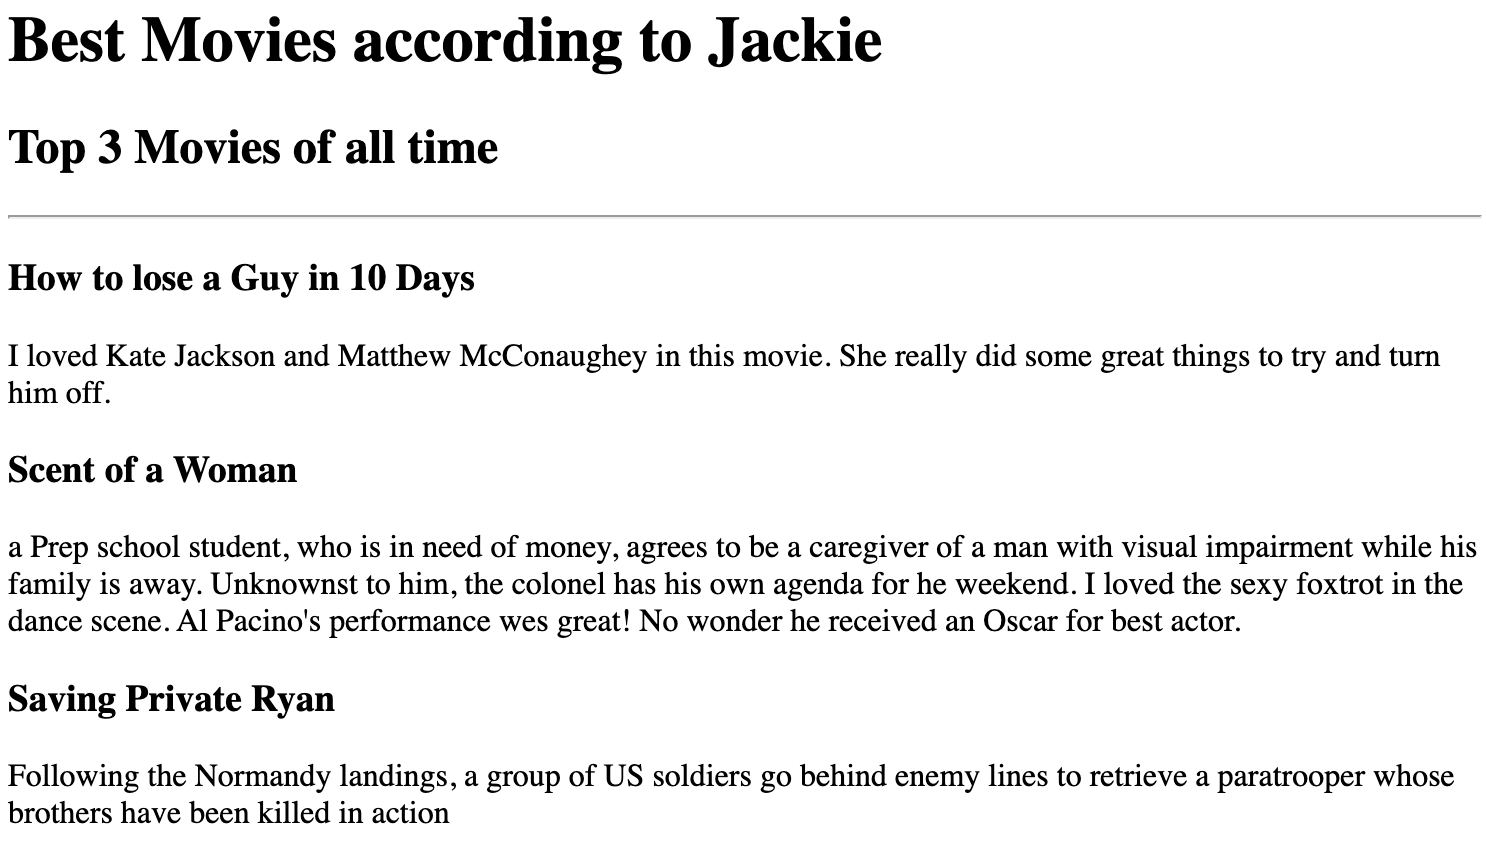 Best Movies according to Jackie
Top 3 Movies of all time
How to lose a Guy in 10 Days
I loved Kate Jackson and Matthew McConaughey in this movie. She really did some great things to try and turn
him off.
Scent of a Woman
a Prep school student, who is in need of money, agrees to be a caregiver of a man with visual impairment while his
family is away. Unknownst to him, the colonel has his own agenda for he weekend. I loved the sexy foxtrot in the
dance scene. Al Pacino's performance wes great! No wonder he received an Oscar for best actor.
Saving Private Ryan
Following the Normandy landings, a group of US soldiers go behind enemy lines to retrieve a paratrooper whose
brothers have been killed in action